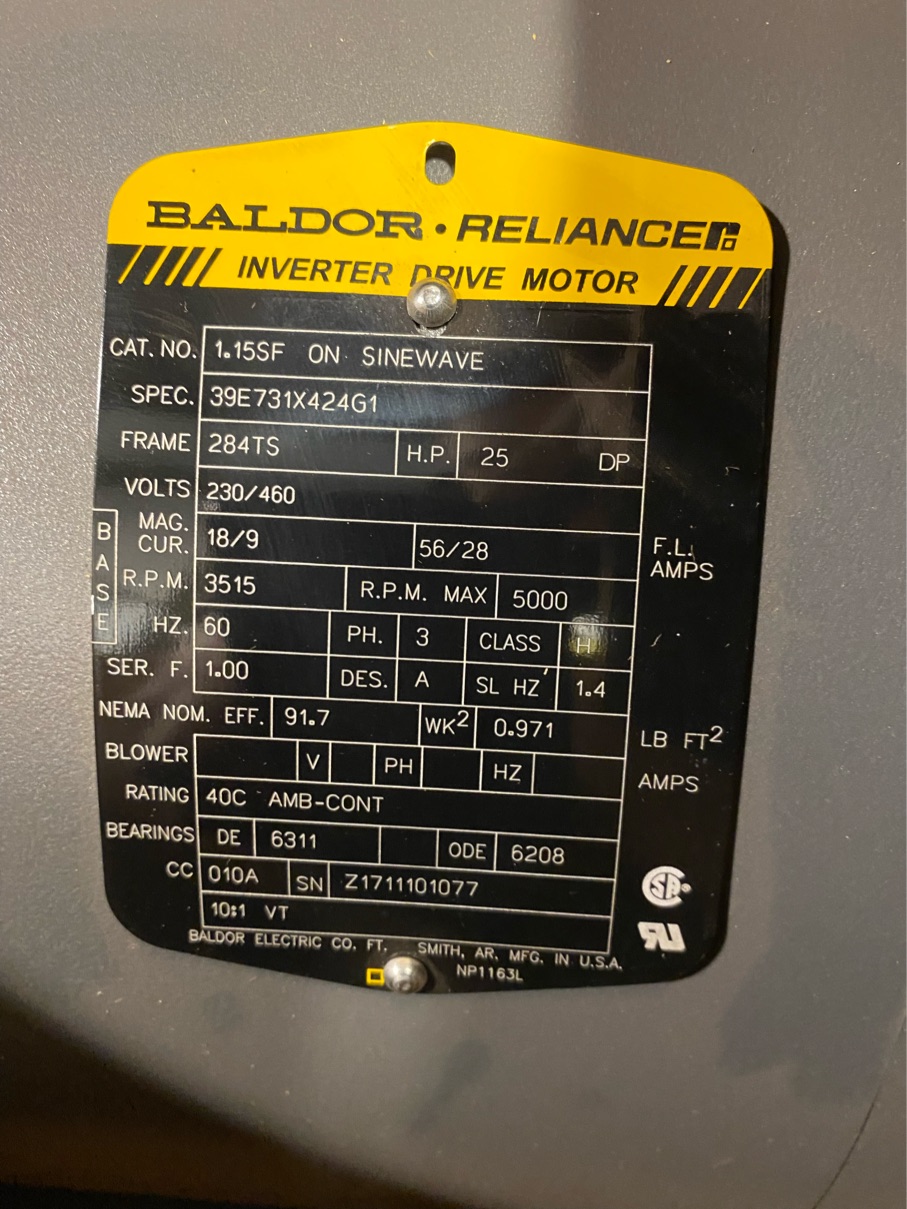 BALDOR • RELIANCE
INVERTER DRIVE MOTOR
CAT. NO. 1.15SF ON SINEWAVE
SPEC. 39E731X424G1
FRAME 284TS H.P. 25 DP
VOLTS 230/460
BASE
MAG. CUR. 18/9 56/28 F.L. AMPS
R.P.M. 3515 R.P.M. MAX 5000
HZ. 60 PH. 3 CLASS H
SER. F. 1.00 DES. A SL HZ 1.4
NEMA NOM. EFF. 91.7 WK² 0.971 LB FT²
BLOWER V PH HZ AMPS
RATING 40C AMB-CONT
BEARINGS DE 6311 ODE 6208
CC 010A SN Z1711101077
10:1 VT
BALDOR ELECTRIC CO. FT. SMITH, AR. MFG. IN U.S.A.
NP1163L